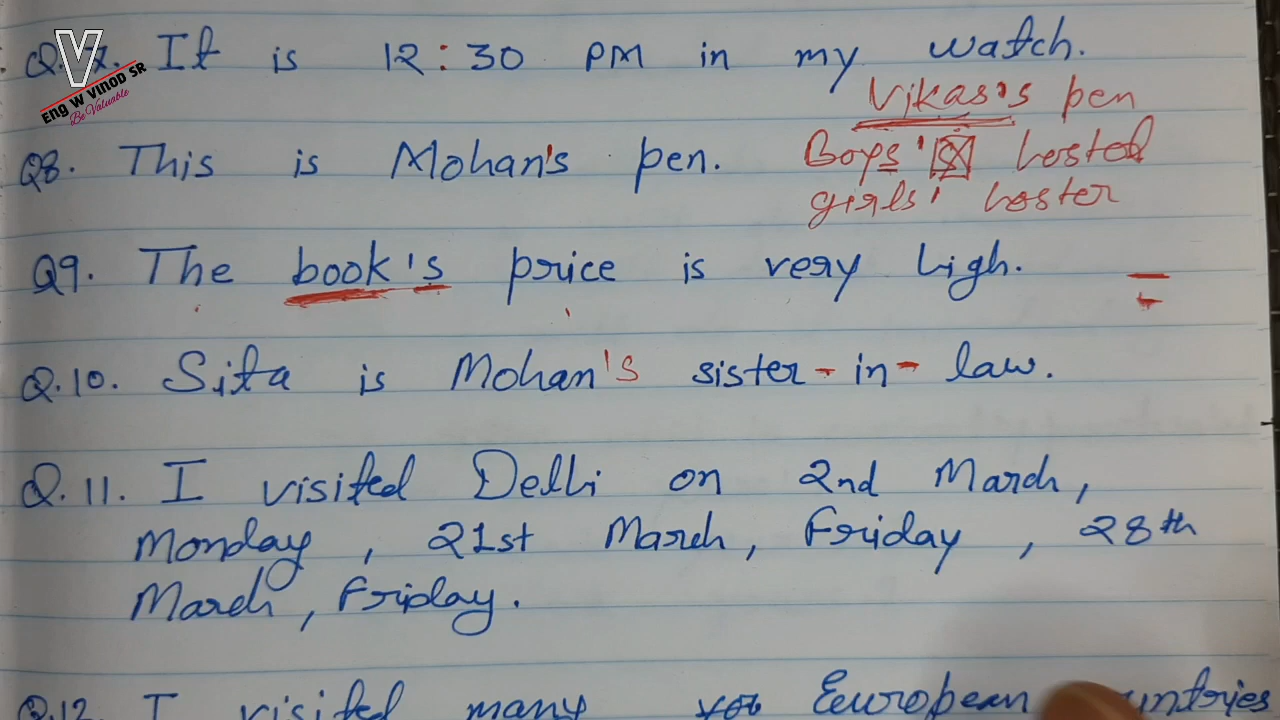 Q.7. It is 12:30 PM in my watch.
V
ENG W VINOD SR
Be Valuable
Vikas's pen
Q8. This is Mohan's pen. Boys' hosted
girls' hoster
Q9. The book's price is very high.
Q.10. Sita is Mohan's sister-in-law.
Q.11. I visited Delhi on 2nd March,
Monday, 21st March, Friday, 28th
March, Friday.
Q.12. I visited many European